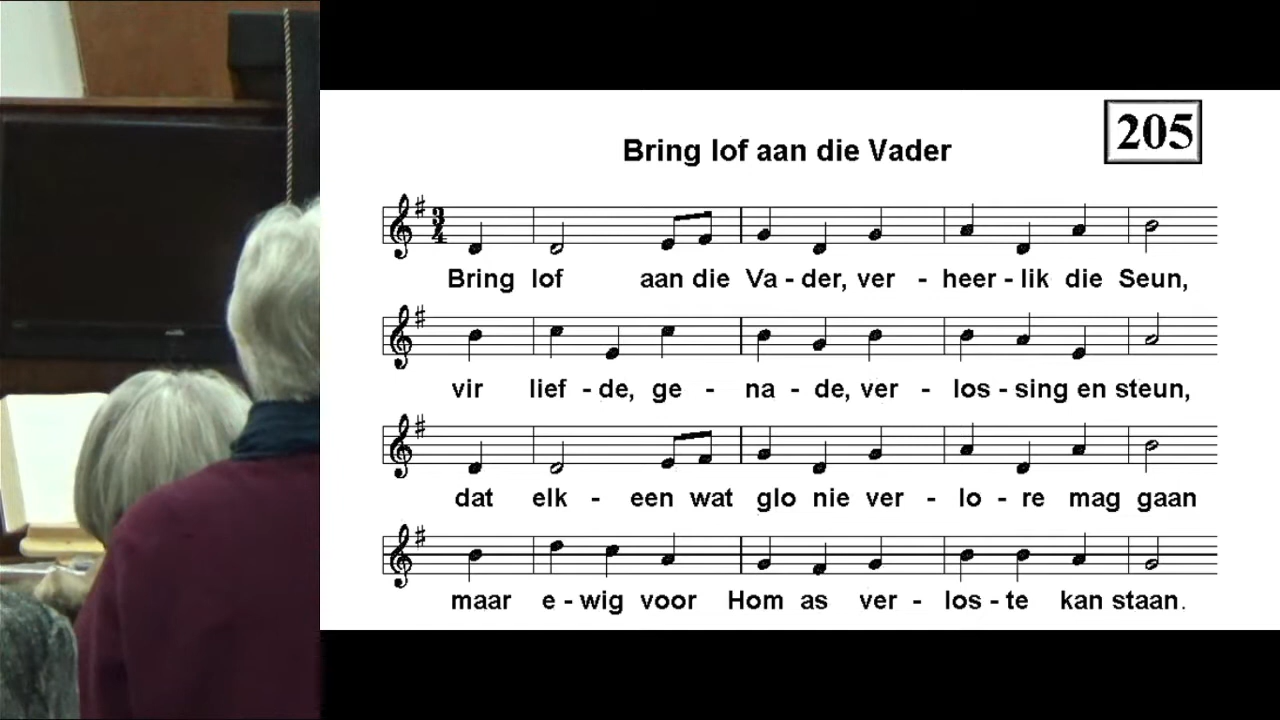 205
Bring lof aan die Vader
3
4
Bring lof aan die Va - der, ver - heer - lik die Seun,
vir lief - de, ge - na - de, ver - los - sing en steun,
dat elk - een wat glo nie ver - lo - re mag gaan
maar e - wig voor Hom as ver - los - te kan staan.